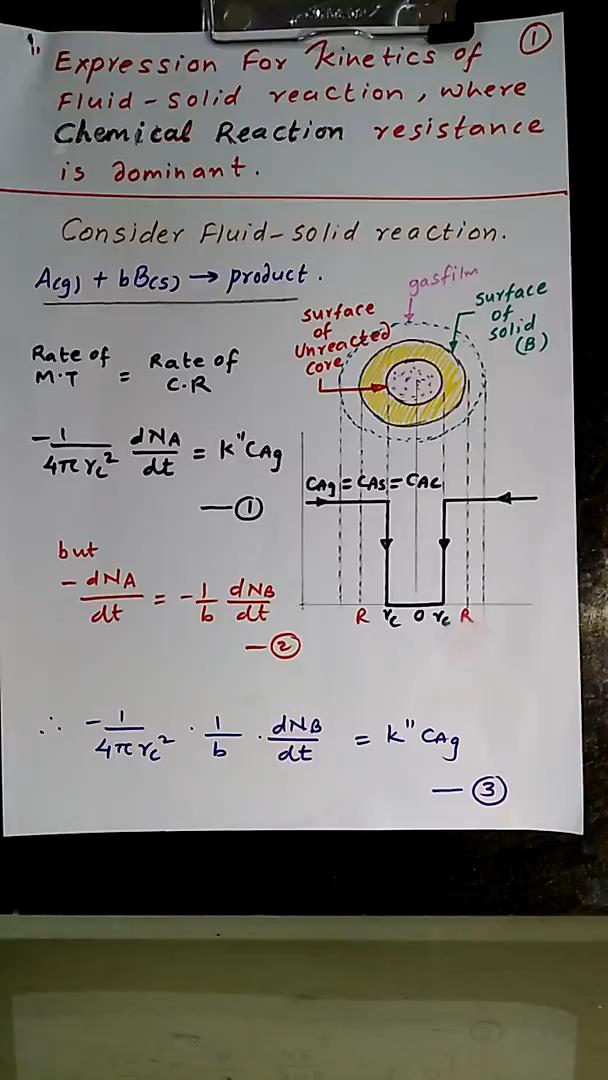 1.
①
Expression For Kinetics of
Fluid-solid reaction, where
Chemical Reaction resistance
is dominant.
Consider Fluid-solid reaction.
A(g) + bB(s) → product.
gas film
surface of solid (B)
surface of Unreacted core
Rate of M.T = Rate of C.R
-1/(4πrc²) dNA/dt = k"CAg
—①
CAg = CAs = CAc
but
-dNA/dt = -1/b dNB/dt
—②
R rc 0 rc R
∴ -1/(4πrc²) · 1/b · dNB/dt = k" CAg
—③